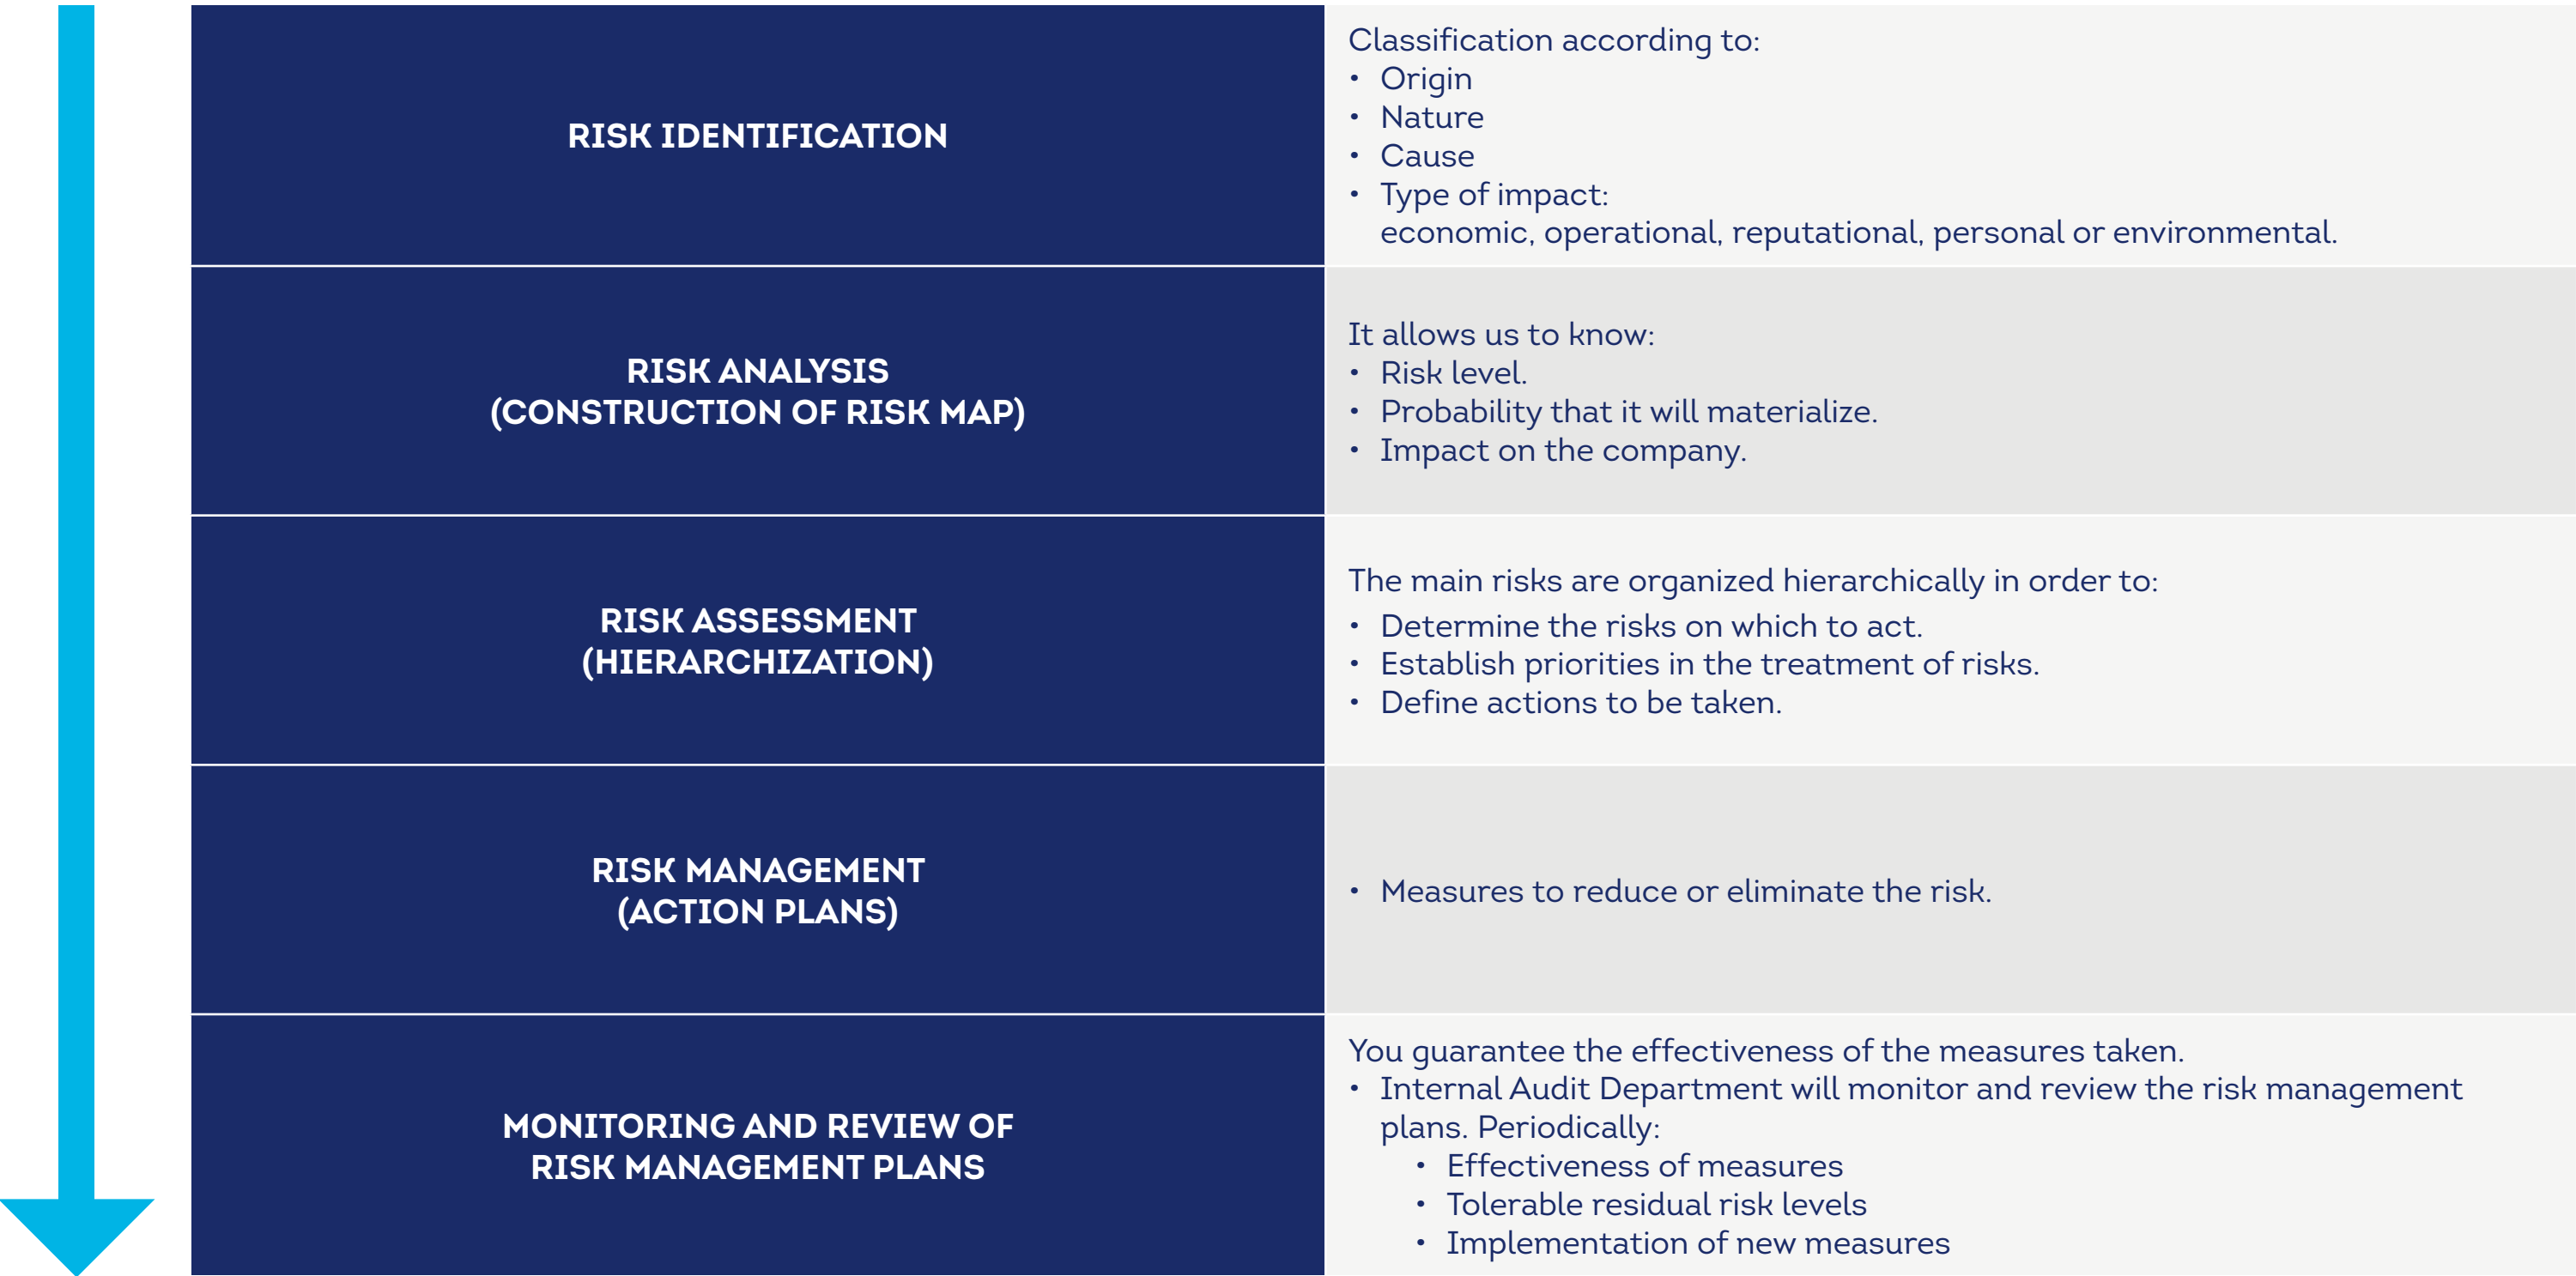 RISK IDENTIFICATION
Classification according to:
• Origin
• Nature
• Cause
• Type of impact:
economic, operational, reputational, personal or environmental.
RISK ANALYSIS
(CONSTRUCTION OF RISK MAP)
It allows us to know:
• Risk level.
• Probability that it will materialize.
• Impact on the company.
RISK ASSESSMENT
(HIERARCHIZATION)
The main risks are organized hierarchically in order to:
• Determine the risks on which to act.
• Establish priorities in the treatment of risks.
• Define actions to be taken.
RISK MANAGEMENT
(ACTION PLANS)
• Measures to reduce or eliminate the risk.
MONITORING AND REVIEW OF
RISK MANAGEMENT PLANS
You guarantee the effectiveness of the measures taken.
• Internal Audit Department will monitor and review the risk management
plans. Periodically:
• Effectiveness of measures
• Tolerable residual risk levels
• Implementation of new measures